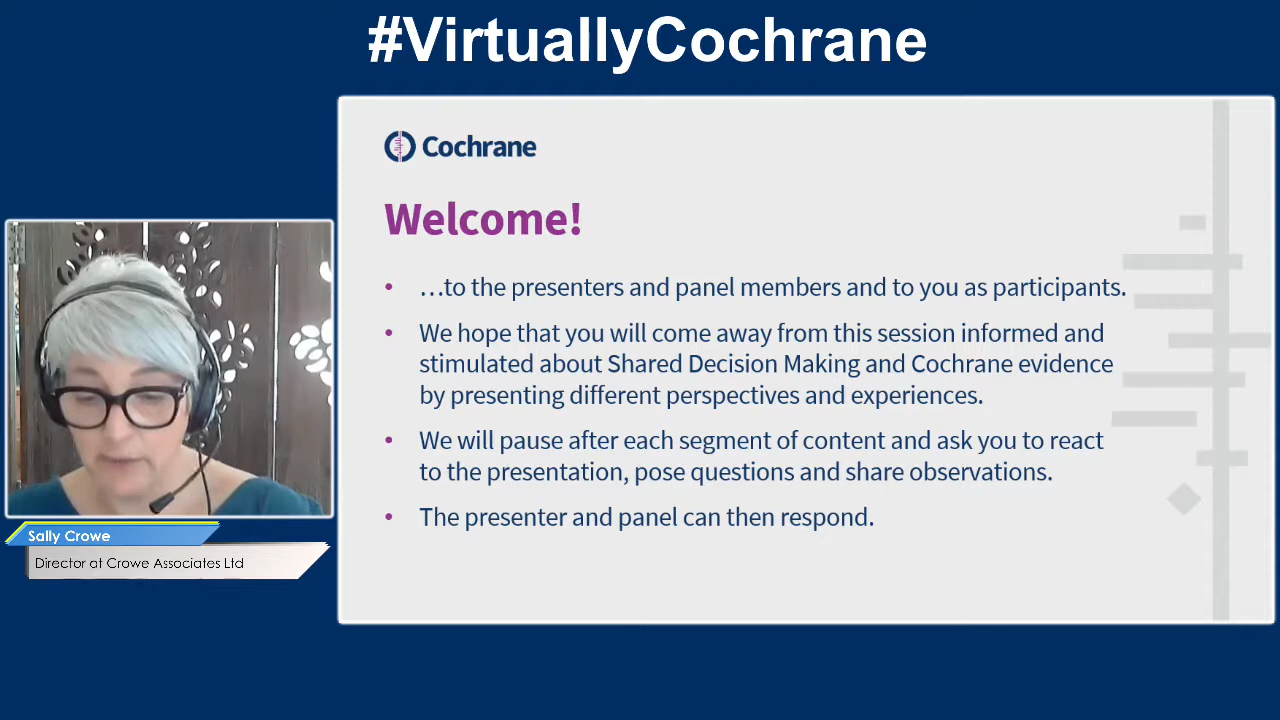 #VirtuallyCochrane
Cochrane
Welcome!
• …to the presenters and panel members and to you as participants.
• We hope that you will come away from this session informed and
stimulated about Shared Decision Making and Cochrane evidence
by presenting different perspectives and experiences.
• We will pause after each segment of content and ask you to react
to the presentation, pose questions and share observations.
• The presenter and panel can then respond.
Sally Crowe
Director at Crowe Associates Ltd